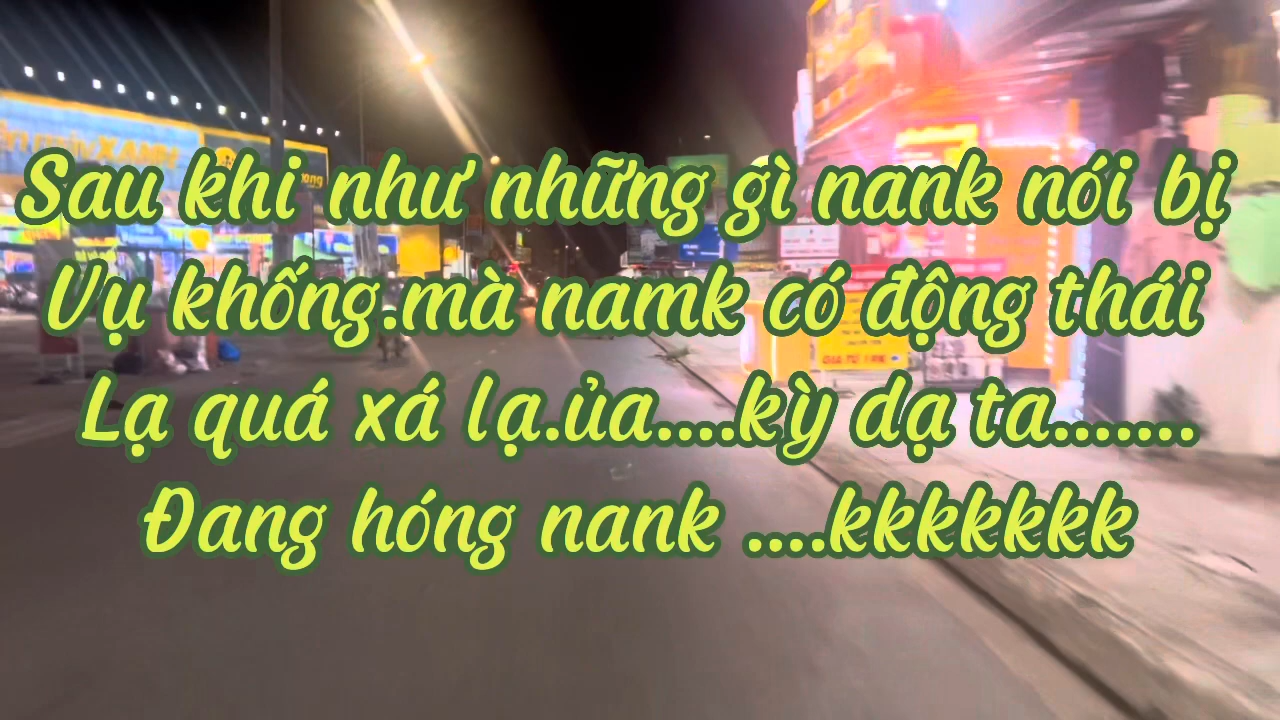 XANH
Sau khi như những gì nank nói bị
Vụ khống.mà namk có động thái
Lạ quá xá lạ.ủa....kỳ dạ ta.......
Đang hóng nank ....kkkkkkk